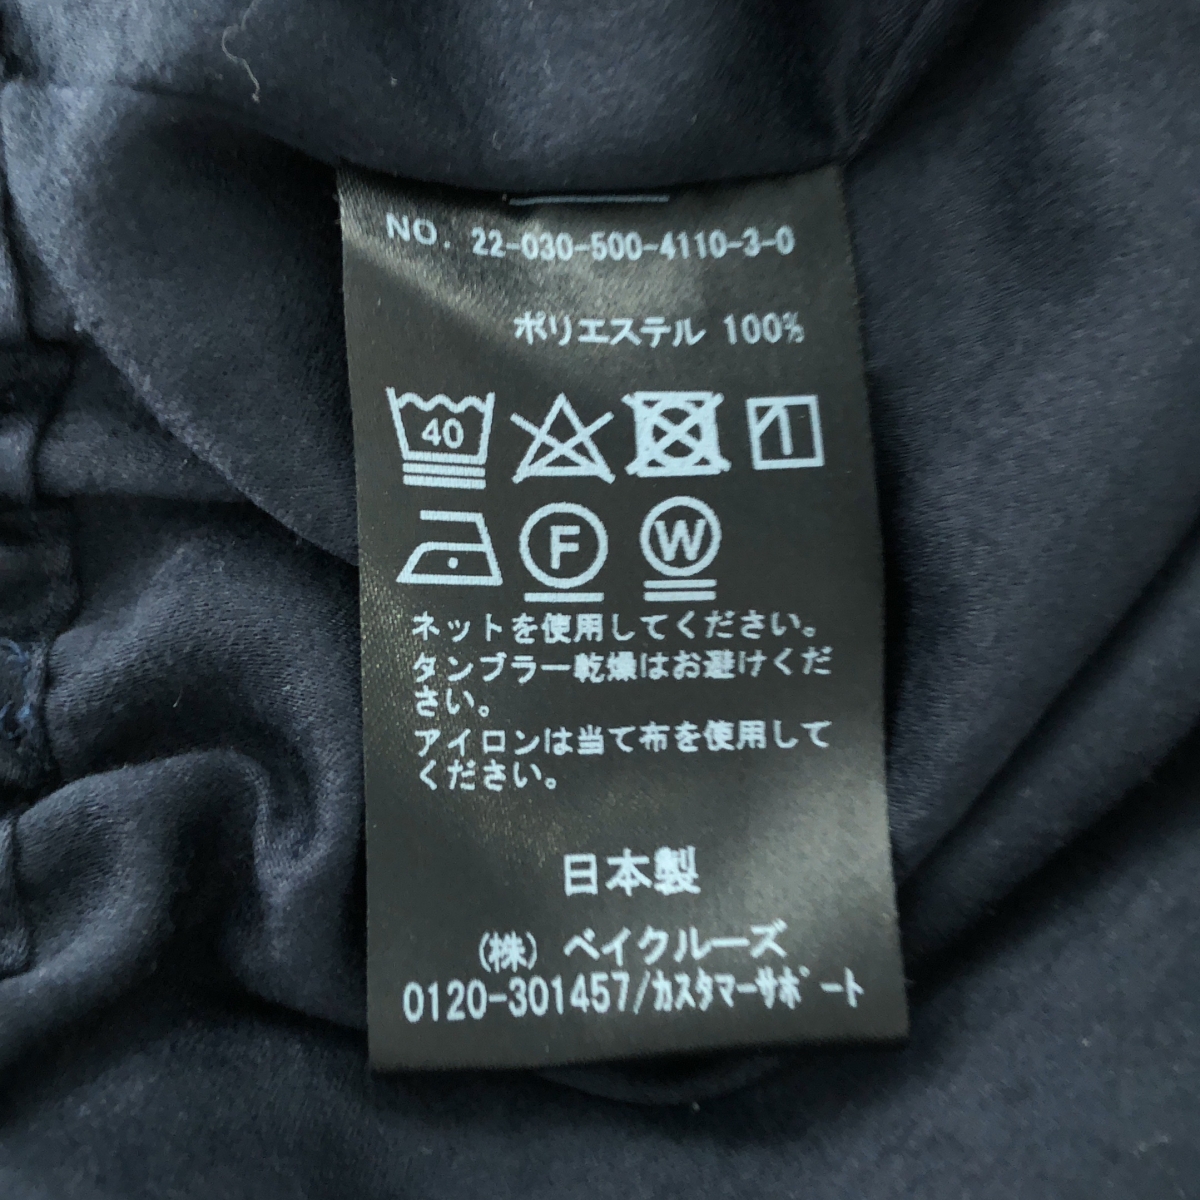 NO. 22-030-500-4110-3-0
ポリエステル 100%
40
F W
ネットを使用してください。
タンブラー乾燥はお避けくだ
さい。
アイロンは当て布を使用して
ください。
日本製
(株) ベイクルーズ
0120-301457/ｶｽﾀﾏｰｻﾎﾟｰﾄ